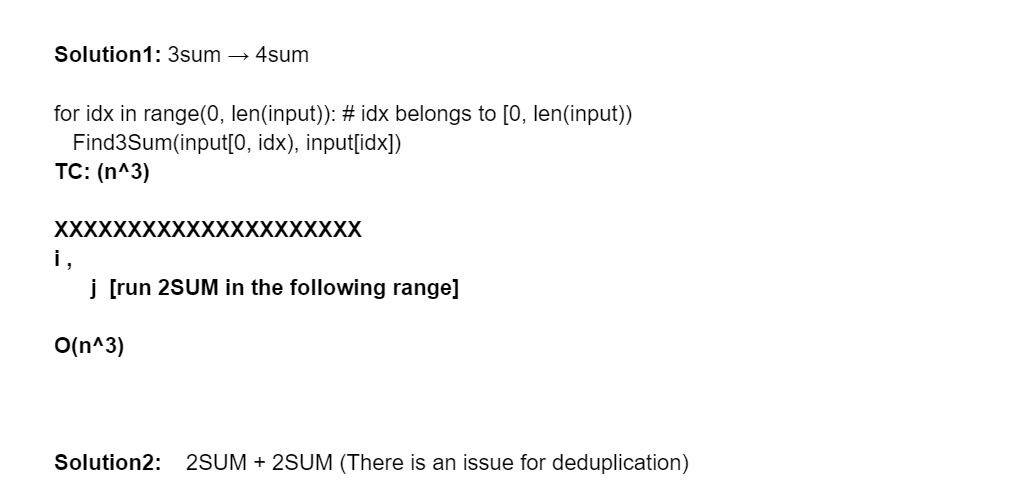 Solution1: 3sum → 4sum
for idx in range(0, len(input)): # idx belongs to [0, len(input))
Find3Sum(input[0, idx), input[idx])
TC: (n^3)
XXXXXXXXXXXXXXXXXXXXX
i ,
j [run 2SUM in the following range]
O(n^3)
Solution2: 2SUM + 2SUM (There is an issue for deduplication)